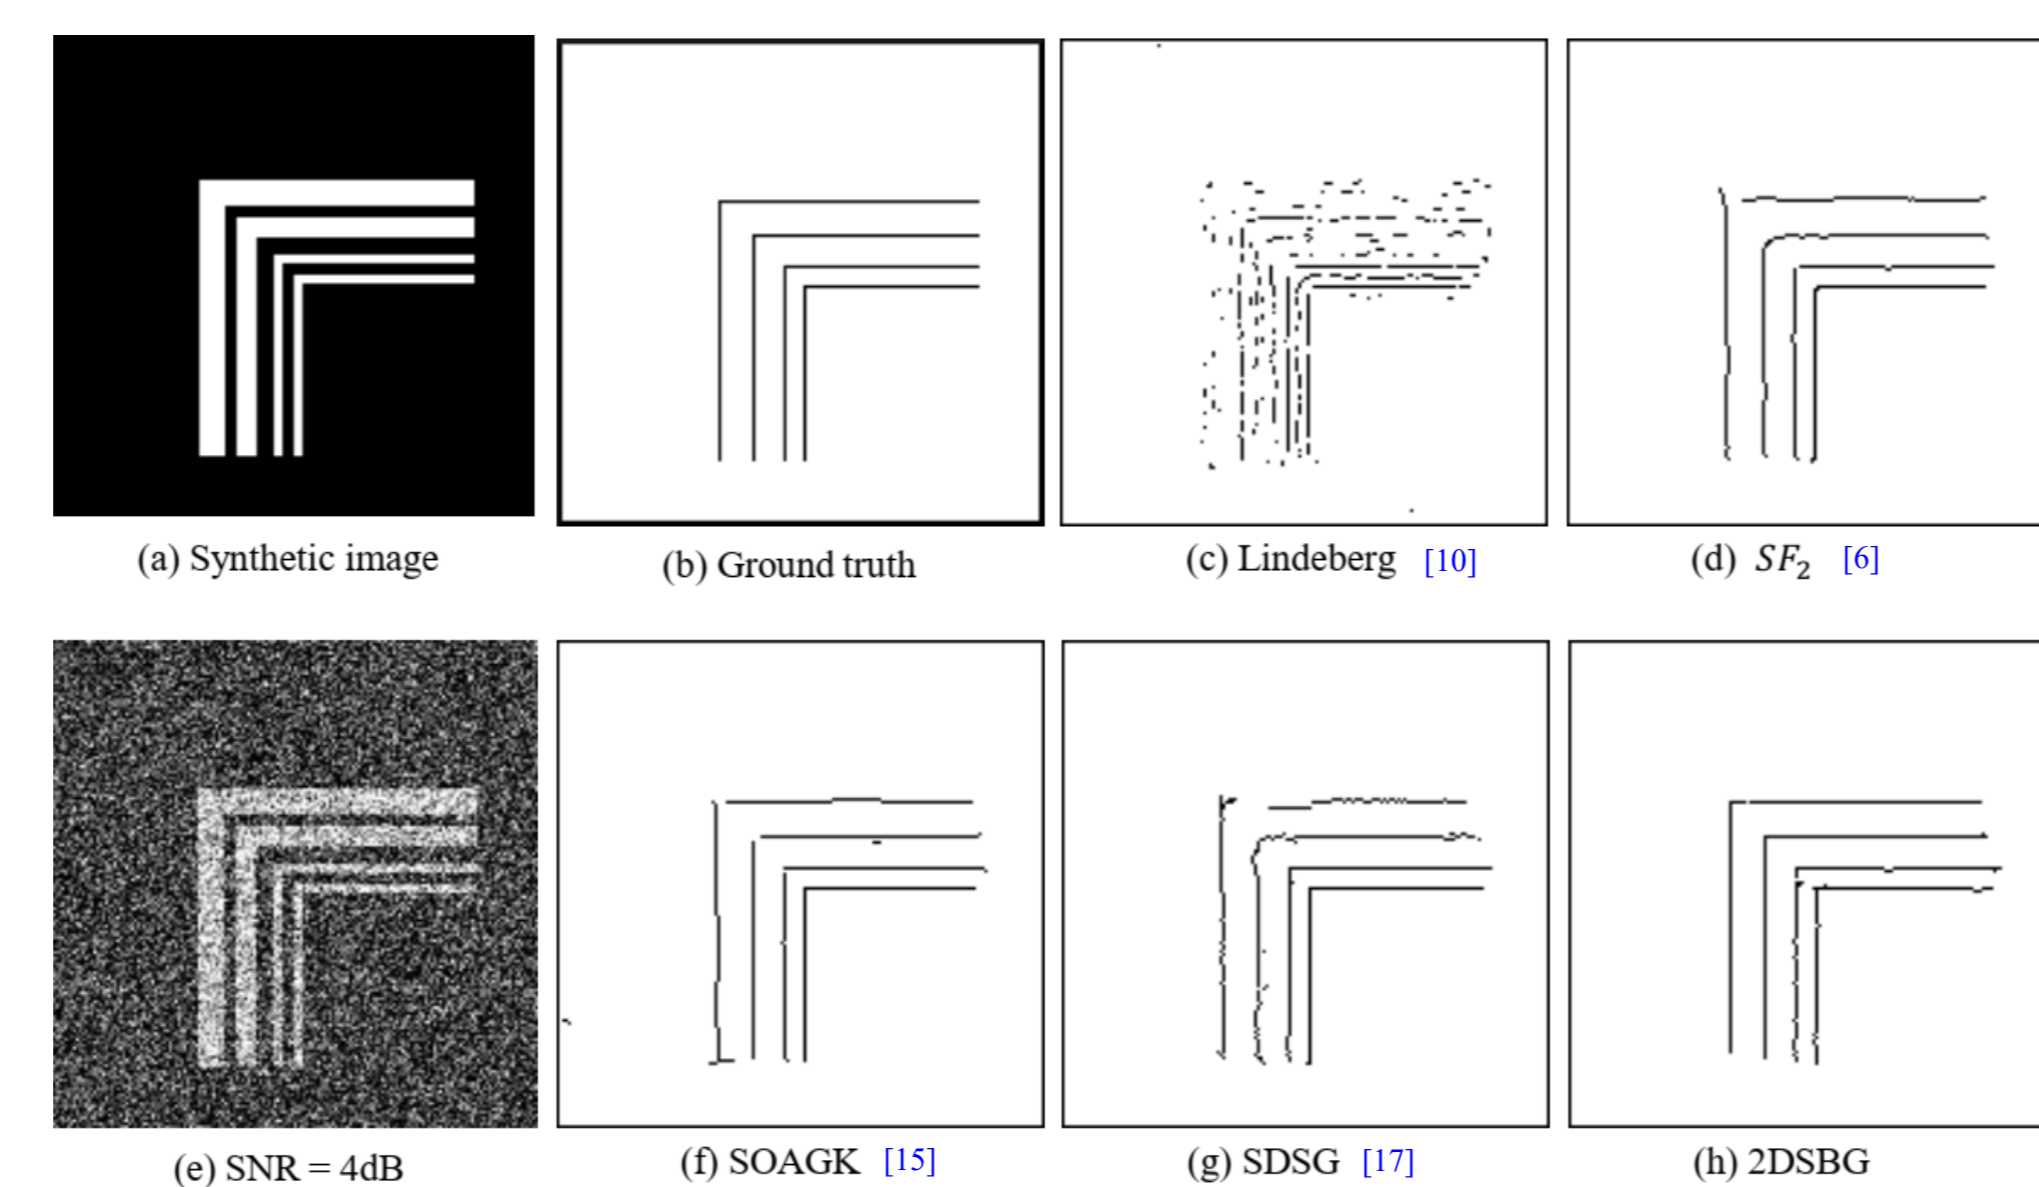 (a) Synthetic image
(b) Ground truth
(c) Lindeberg [10]
(d) SF₂ [6]
(e) SNR = 4dB
(f) SOAGK [15]
(g) SDSG [17]
(h) 2DSBG